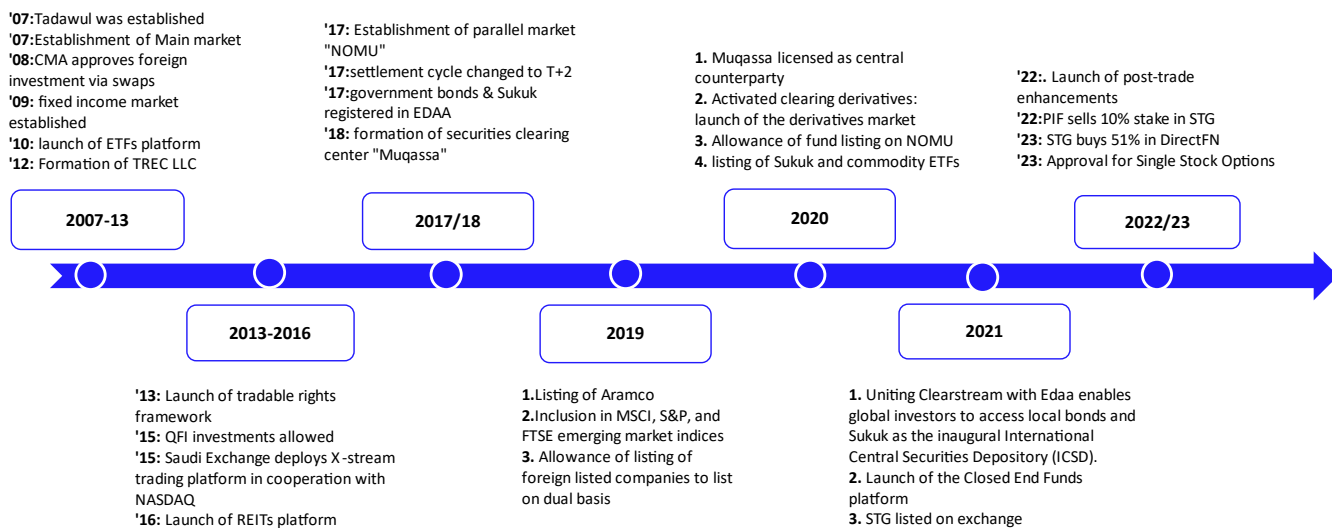 '07:Tadawul was established
'07:Establishment of Main market
'08:CMA approves foreign
investment via swaps
'09: fixed income market
established
'10: launch of ETFs platform
'12: Formation of TREC LLC
2007-13
'13: Launch of tradable rights
framework
'15: QFI investments allowed
'15: Saudi Exchange deploys X-stream
trading platform in cooperation with
NASDAQ
'16: Launch of REITs platform
2013-2016
'17: Establishment of parallel market
"NOMU"
'17:settlement cycle changed to T+2
'17:government bonds & Sukuk
registered in EDAA
'18: formation of securities clearing
center "Muqassa"
2017/18
2019
1.Listing of Aramco
2.Inclusion in MSCI, S&P, and
FTSE emerging market indices
3. Allowance of listing of
foreign listed companies to list
on dual basis
1. Muqassa licensed as central
counterparty
2. Activated clearing derivatives:
launch of the derivatives market
3. Allowance of fund listing on NOMU
4. listing of Sukuk and commodity ETFs
2020
2021
1. Uniting Clearstream with Edaa enables
global investors to access local bonds and
Sukuk as the inaugural International
Central Securities Depository (ICSD).
2. Launch of the Closed End Funds
platform
3. STG listed on exchange
'22:. Launch of post-trade
enhancements
'22:PIF sells 10% stake in STG
'23: STG buys 51% in DirectFN
'23: Approval for Single Stock Options
2022/23